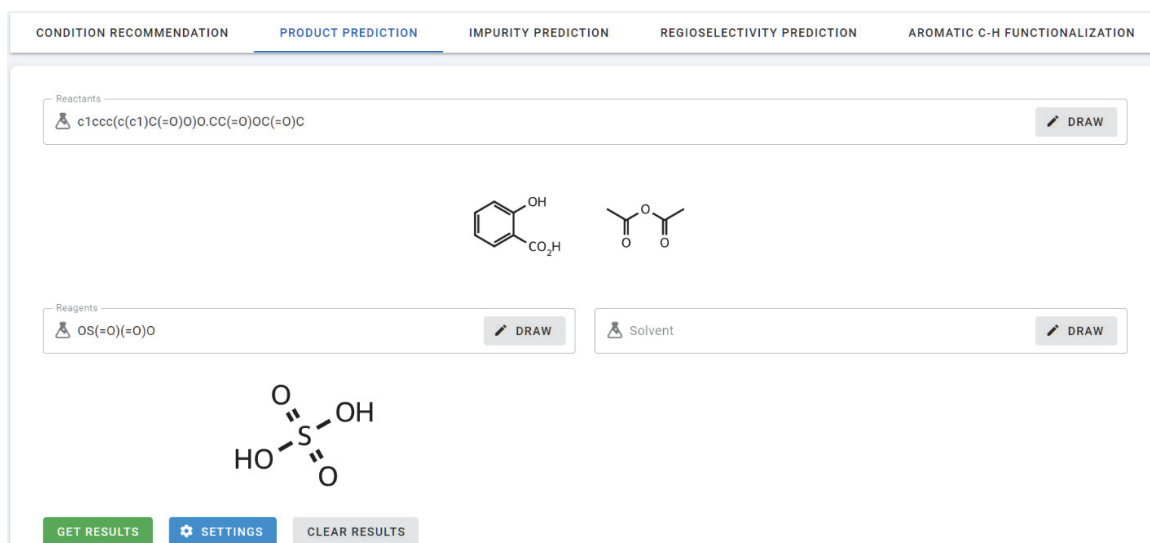 CONDITION RECOMMENDATION PRODUCT PREDICTION IMPURITY PREDICTION REGIOSELECTIVITY PREDICTION AROMATIC C-H FUNCTIONALIZATION
Reactants
c1ccc(c(c1)C(=O)O)O.CC(=O)OC(=O)C DRAW
OH
CO₂H
O
O O
Reagents
OS(=O)(=O)O DRAW Solvent DRAW
O
OH
S
HO
O
GET RESULTS SETTINGS CLEAR RESULTS